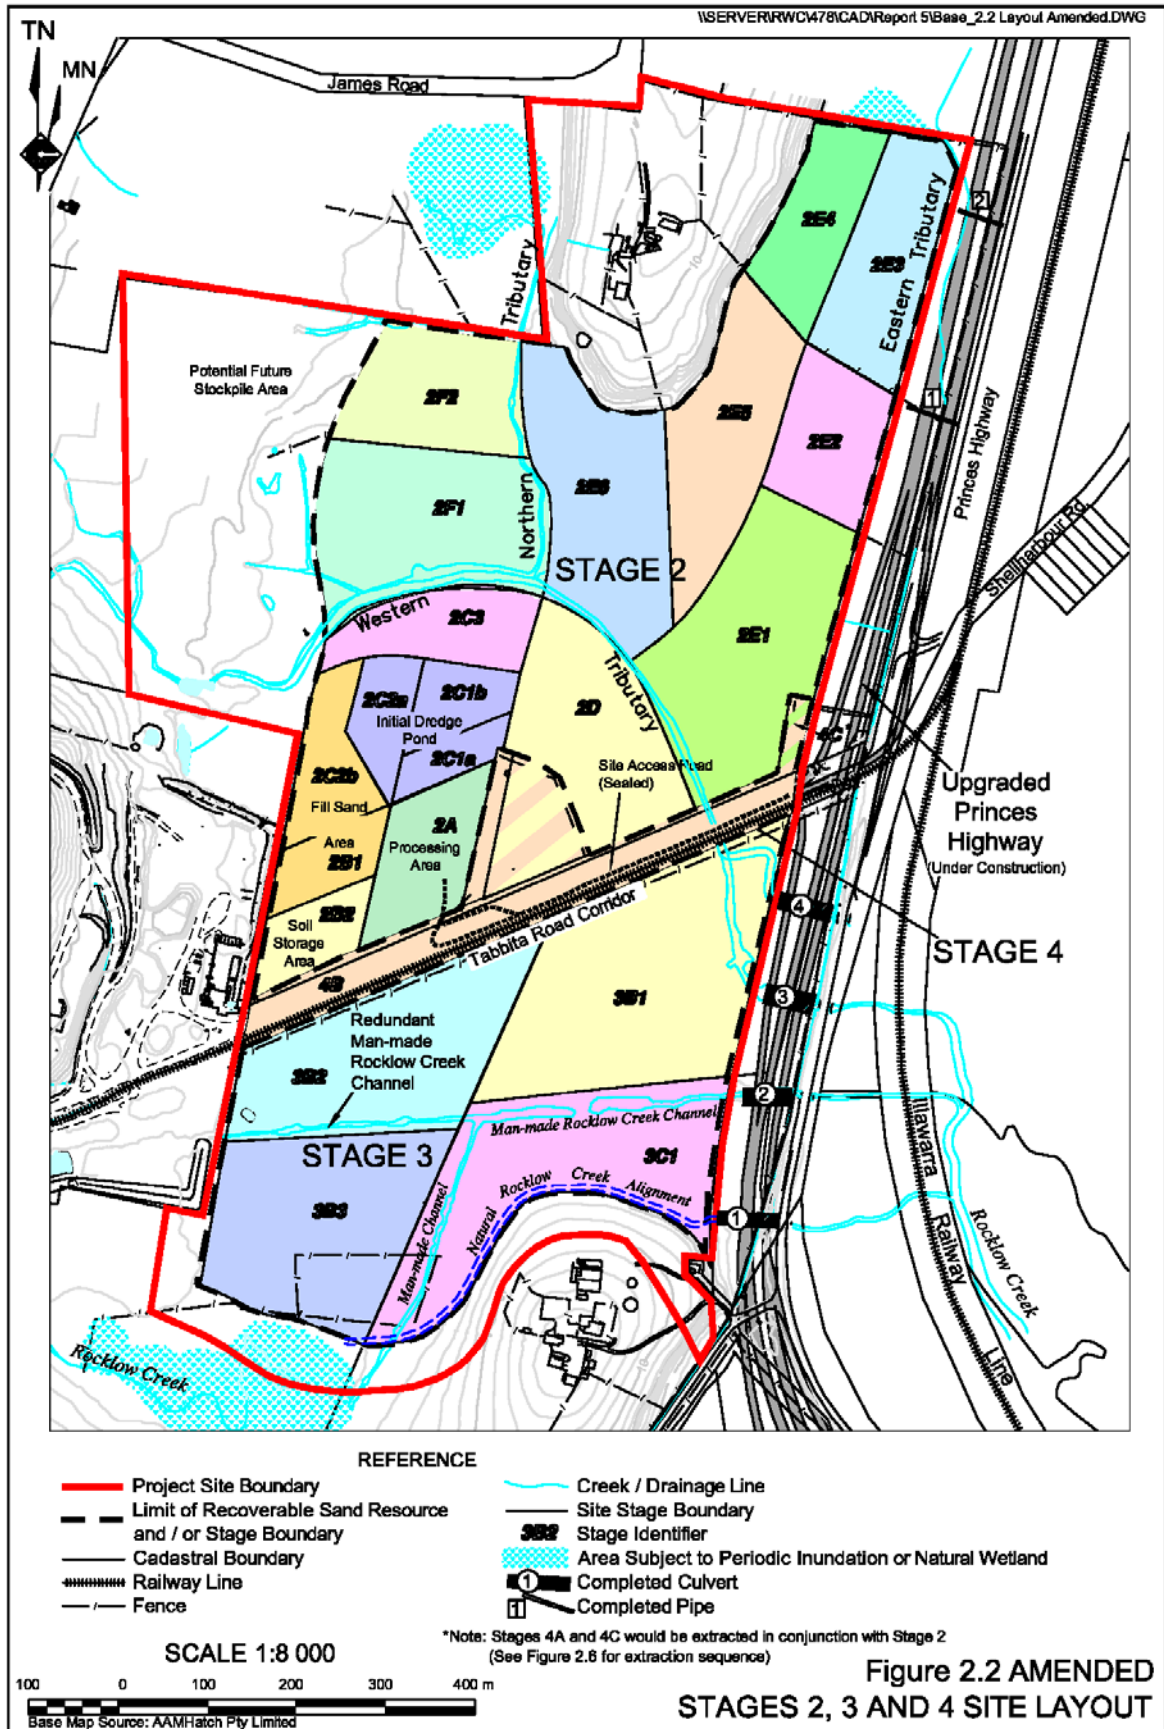 \\SERVER\RWC\478\CAD\Report 5\Base_2.2 Layout Amended.DWG
TN
MN
James Road
2E4
2E3
Eastern Tributary
2
Tributary
Potential Future
Stockpile Area
2F2
2E5
1
2E2
Princes Highway
2F1
2E6
Northern
Shellharbour Rd.
STAGE 2
Western
2C3
2E1
2C2a
2C1b
2D
Tributary
Initial Dredge
Pond
4C
2C1a
Site Access Road
(Sealed)
2C2b
Fill Sand
Area
2A
Processing
Area
2B1
Upgraded
Princes
Highway
(Under Construction)
2B2
Soil
Storage
Area
4
Tabbita Road Corridor
STAGE 4
4B
3B1
3
Redundant
Man-made
Rocklow Creek
Channel
3B2
2
Man-made Rocklow Creek Channel
Illawarra
STAGE 3
3C1
Natural Rocklow Creek Alignment
3B3
1
Man-made Channel
Railway
Rocklow Creek
Line
Rocklow Creek
REFERENCE
Project Site Boundary
Limit of Recoverable Sand Resource
and / or Stage Boundary
Cadastral Boundary
Railway Line
Fence
Creek / Drainage Line
Site Stage Boundary
3B2 Stage Identifier
Area Subject to Periodic Inundation or Natural Wetland
1 Completed Culvert
1 Completed Pipe
*Note: Stages 4A and 4C would be extracted in conjunction with Stage 2
(See Figure 2.6 for extraction sequence)
SCALE 1:8 000
100 0 100 200 300 400 m
Base Map Source: AAMHatch Pty Limited
Figure 2.2 AMENDED
STAGES 2, 3 AND 4 SITE LAYOUT